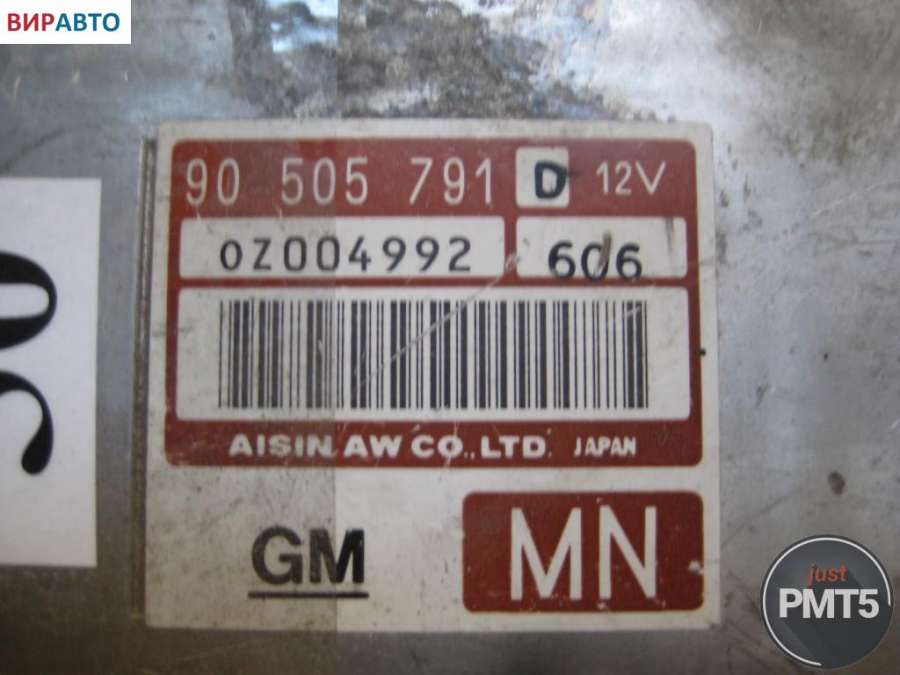 ВИРАВТО
90 505 791 D 12V
0Z004992 606
AISIN AW CO., LTD. JAPAN
GM MN
just
PMT5